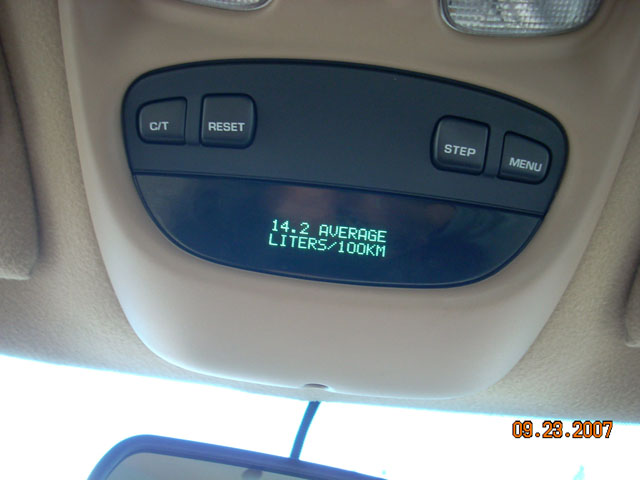 C/T
RESET
STEP
MENU
14.2 AVERAGE
LITERS/100KM
09.23.2007